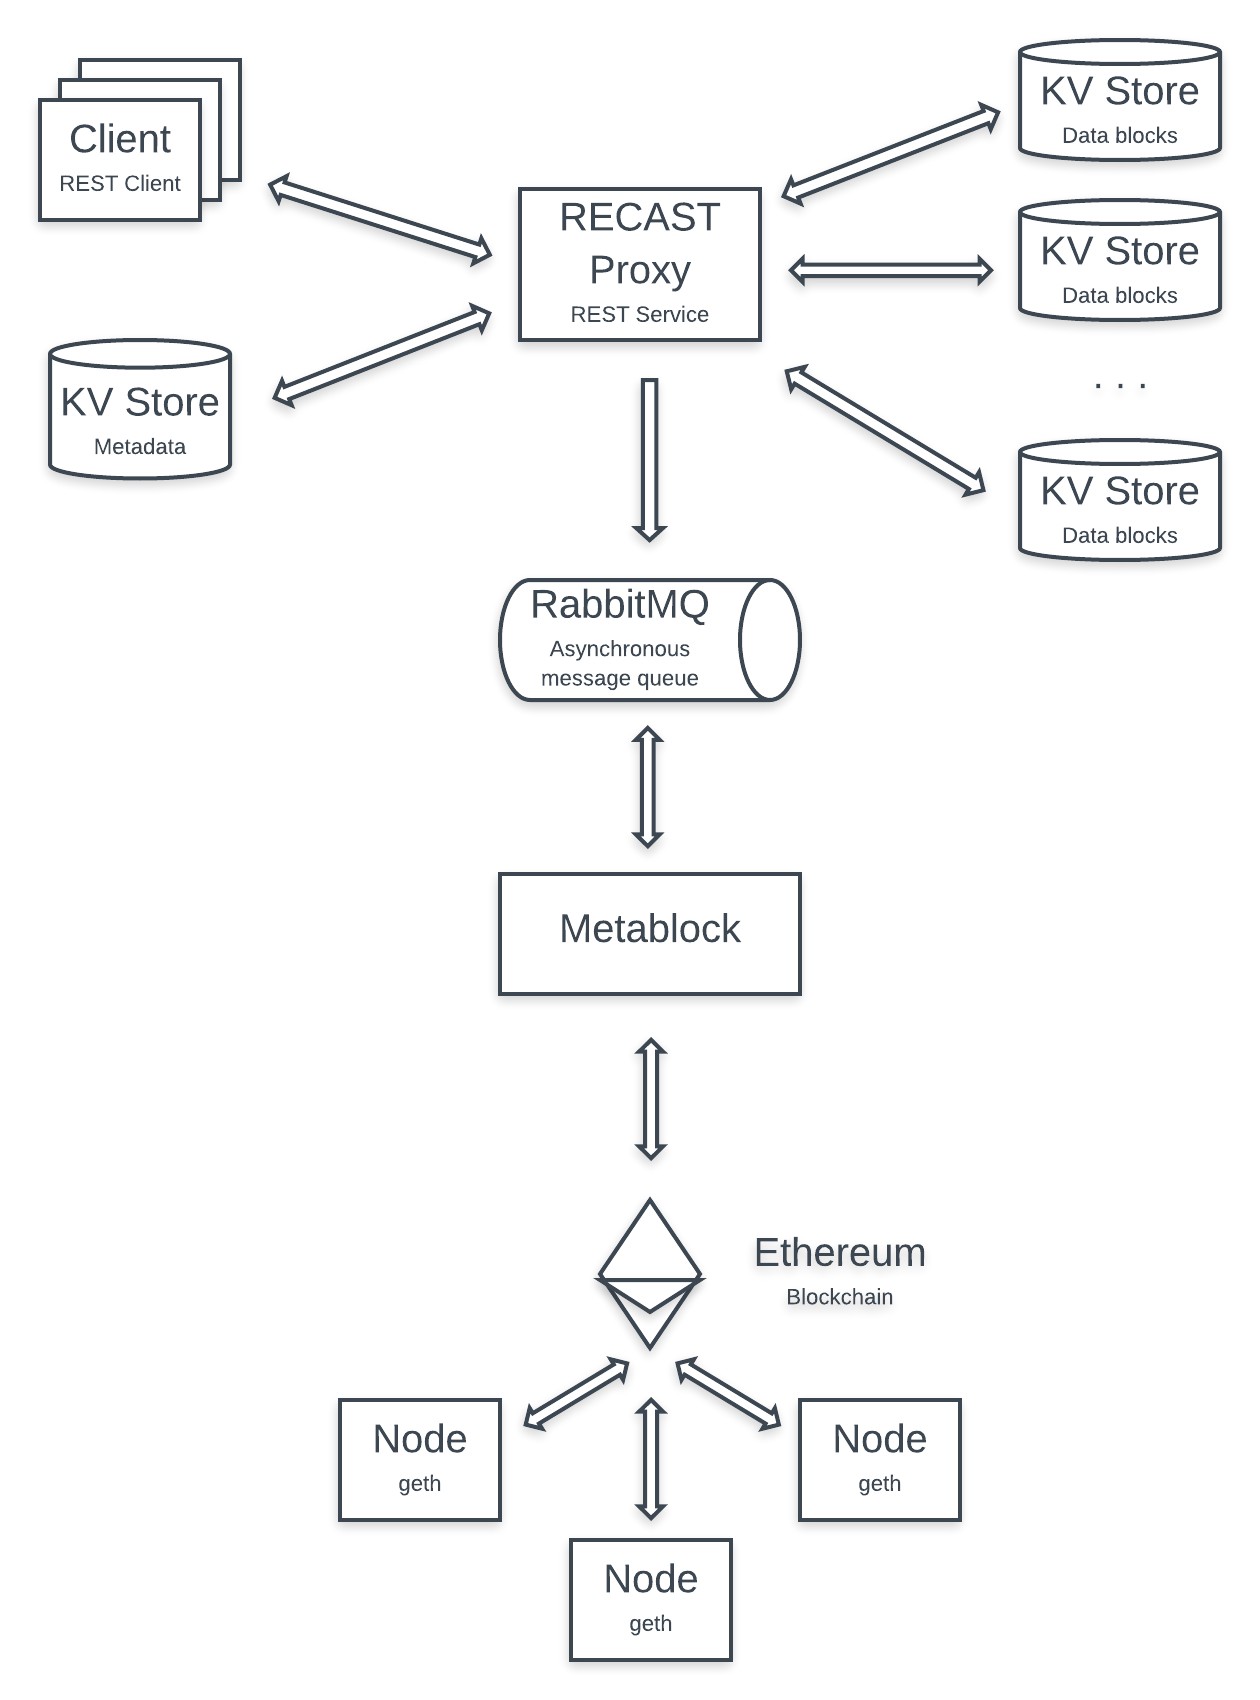 Client
REST Client
KV Store
Metadata
RECAST
Proxy
REST Service
KV Store
Data blocks
KV Store
Data blocks
. . .
KV Store
Data blocks
RabbitMQ
Asynchronous
message queue
Metablock
Ethereum
Blockchain
Node
geth
Node
geth
Node
geth